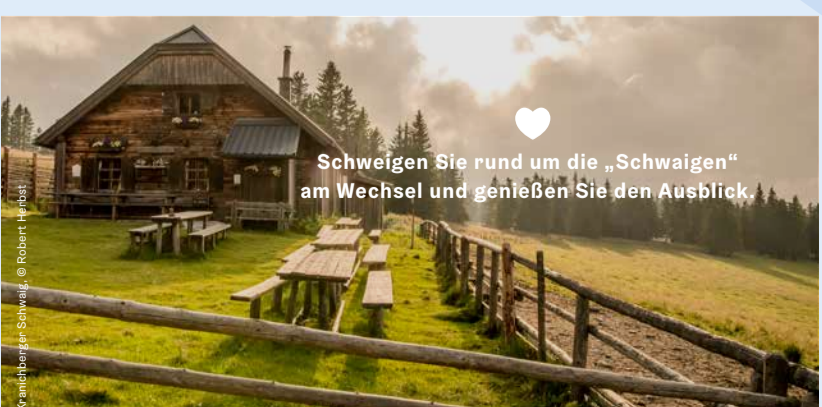 Schweigen Sie rund um die „Schwaigen“
am Wechsel und genießen Sie den Ausblick.
Kranichberger Schwaig, © Robert Herbst